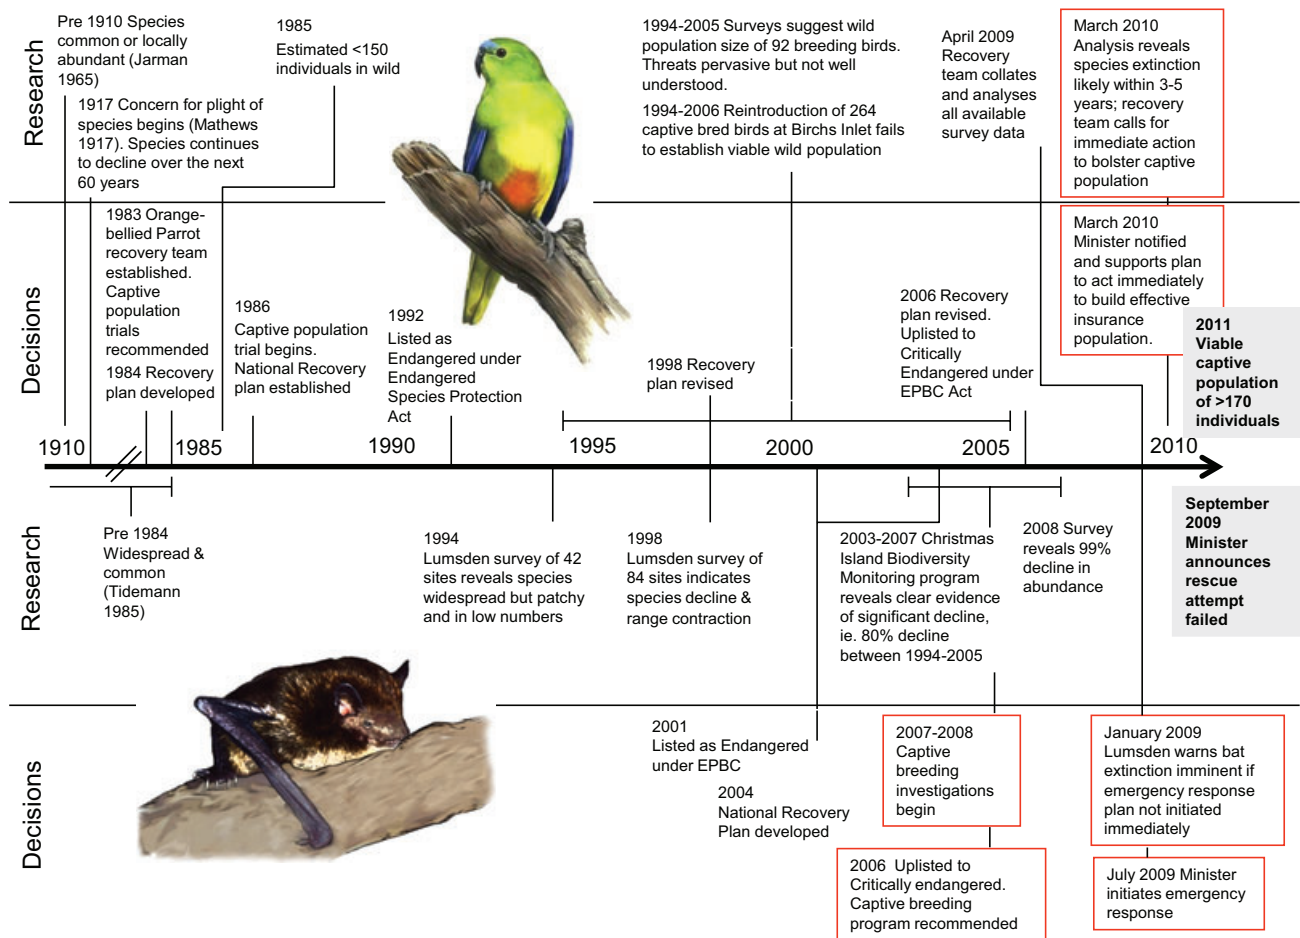 Research
Pre 1910 Species
common or locally
abundant (Jarman
1965)
1917 Concern for plight of
species begins (Mathews
1917). Species continues
to decline over the next
60 years
1985
Estimated <150
individuals in wild
1994-2005 Surveys suggest wild
population size of 92 breeding birds.
Threats pervasive but not well
understood.
1994-2006 Reintroduction of 264
captive bred birds at Birchs Inlet fails
to establish viable wild population
April 2009
Recovery
team collates
and analyses
all available
survey data
March 2010
Analysis reveals
species extinction
likely within 3-5
years; recovery
team calls for
immediate action
to bolster captive
population
Decisions
1983 Orange-
bellied Parrot
recovery team
established.
Captive
population
trials
recommended
1984 Recovery
plan developed
1986
Captive population
trial begins.
National Recovery
plan established
1992
Listed as
Endangered under
Endangered
Species Protection
Act
1998 Recovery
plan revised
2006 Recovery
plan revised.
Uplisted to
Critically
Endangered under
EPBC Act
March 2010
Minister notified
and supports plan
to act immediately
to build effective
insurance
population.
2011
Viable
captive
population
of >170
individuals
1910
1985
1990
1995
2000
2005
2010
Research
Pre 1984
Widespread &
common
(Tidemann
1985)
1994
Lumsden survey of 42
sites reveals species
widespread but patchy
and in low numbers
1998
Lumsden survey of
84 sites indicates
species decline &
range contraction
2003-2007 Christmas
Island Biodiversity
Monitoring program
reveals clear evidence
of significant decline,
ie. 80% decline
between 1994-2005
2008 Survey
reveals 99%
decline in
abundance
September
2009
Minister
announces
rescue
attempt
failed
Decisions
2001
Listed as Endangered
under EPBC
2004
National Recovery
Plan developed
2007-2008
Captive
breeding
investigations
begin
2006 Uplisted to
Critically endangered.
Captive breeding
program recommended
January 2009
Lumsden warns bat
extinction imminent if
emergency response
plan not initiated
immediately
July 2009 Minister
initiates emergency
response